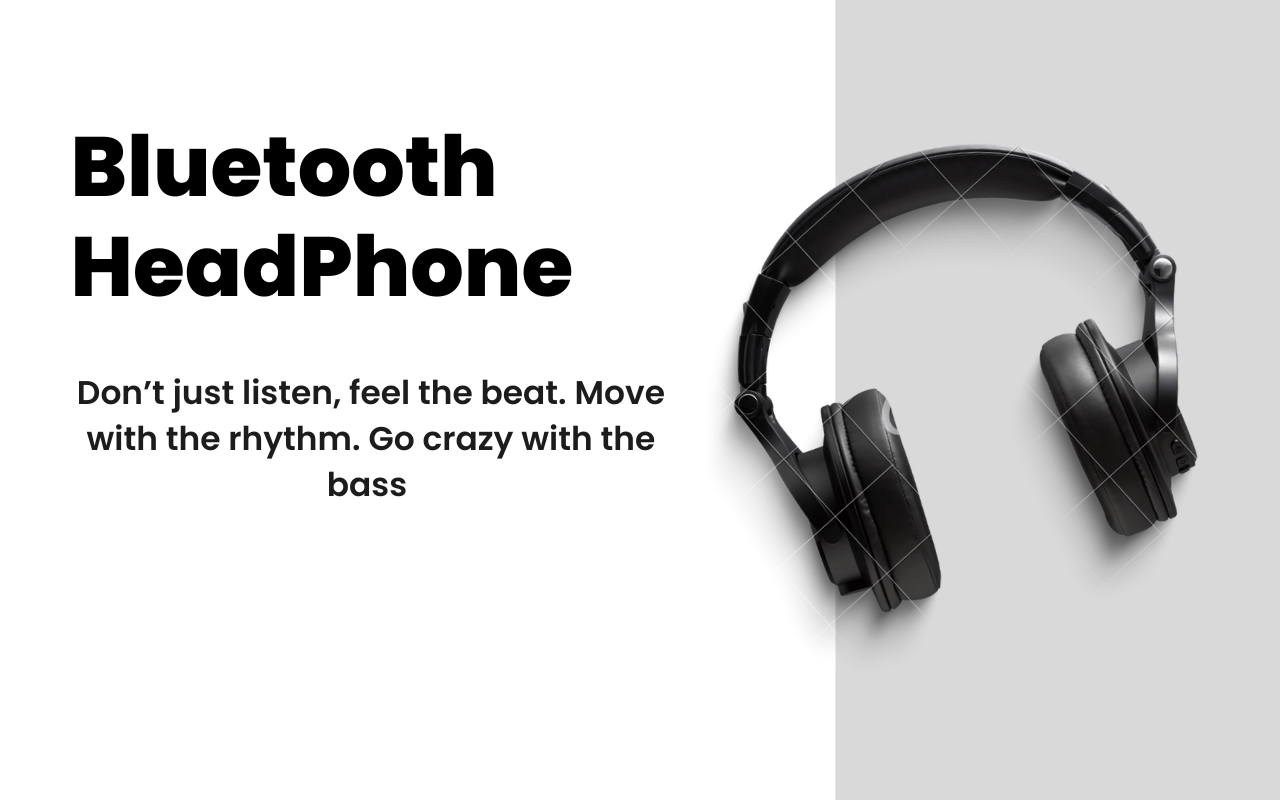 Bluetooth
HeadPhone
Don’t just listen, feel the beat. Move
with the rhythm. Go crazy with the
bass